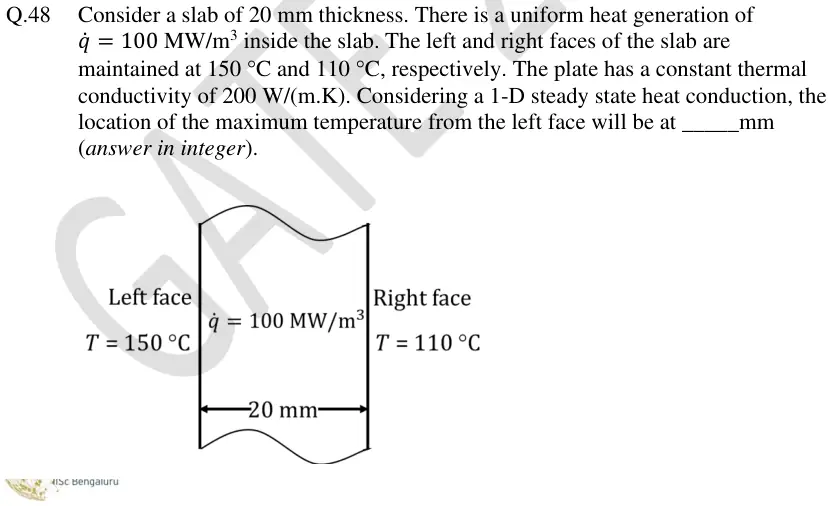 Q.48 Consider a slab of 20 mm thickness. There is a uniform heat generation of
q̇ = 100 MW/m³ inside the slab. The left and right faces of the slab are
maintained at 150 °C and 110 °C, respectively. The plate has a constant thermal
conductivity of 200 W/(m.K). Considering a 1-D steady state heat conduction, the
location of the maximum temperature from the left face will be at _____mm
(answer in integer).
Left face
Right face
q̇ = 100 MW/m³
T = 150 °C
T = 110 °C
20 mm
IISc Bengaluru